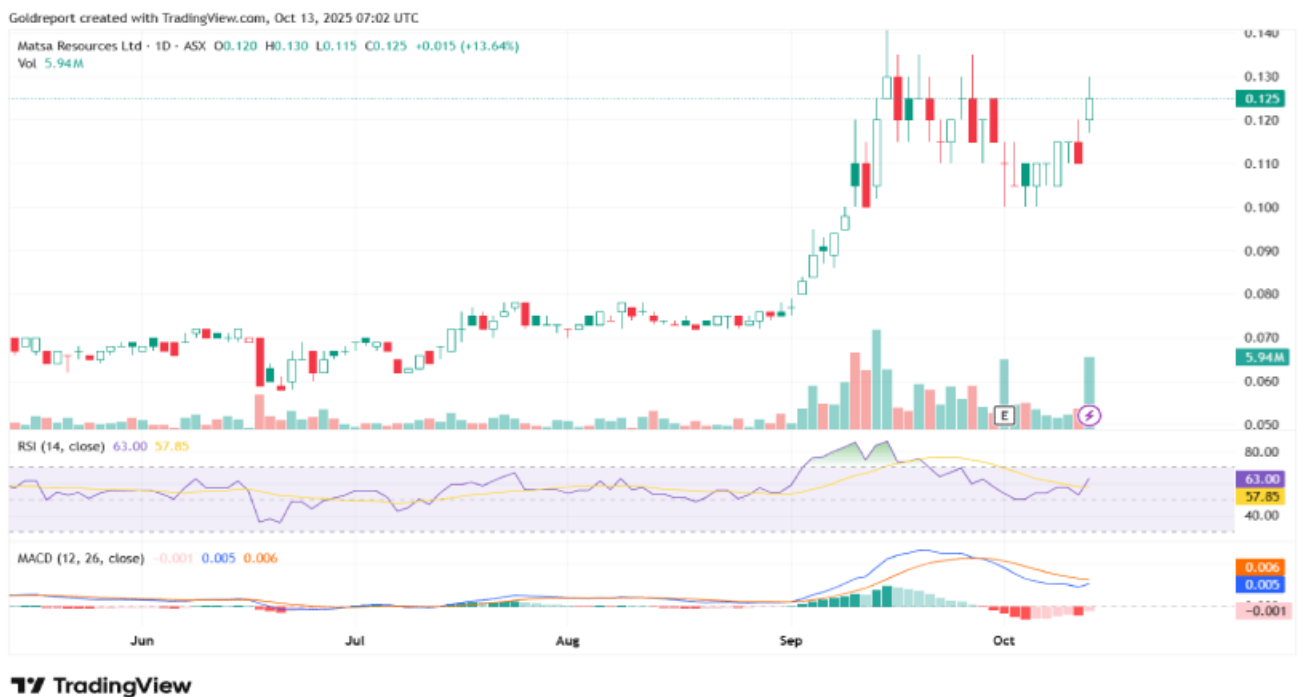 Goldreport created with TradingView.com, Oct 13, 2025 07:02 UTC
Matsa Resources Ltd · 1D · ASX O0.120 H0.130 L0.115 C0.125 +0.015 (+13.64%)
Vol 5.94M
0.140
0.130
0.125
0.120
0.110
0.100
0.090
0.080
0.070
5.94M
0.060
0.050
E
RSI (14, close) 63.00 57.85
80.00
63.00
57.85
40.00
MACD (12, 26, close) -0.001 0.005 0.006
0.006
0.005
-0.001
Jun Jul Aug Sep Oct
TradingView